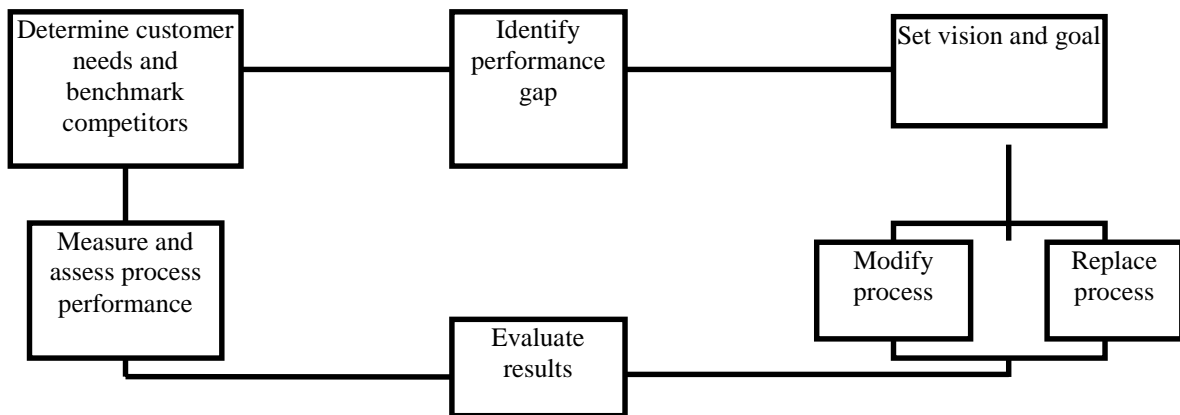 Determine customer
needs and
benchmark
competitors
Identify
performance
gap
Set vision and goal
Measure and
assess process
performance
Modify
process
Replace
process
Evaluate
results